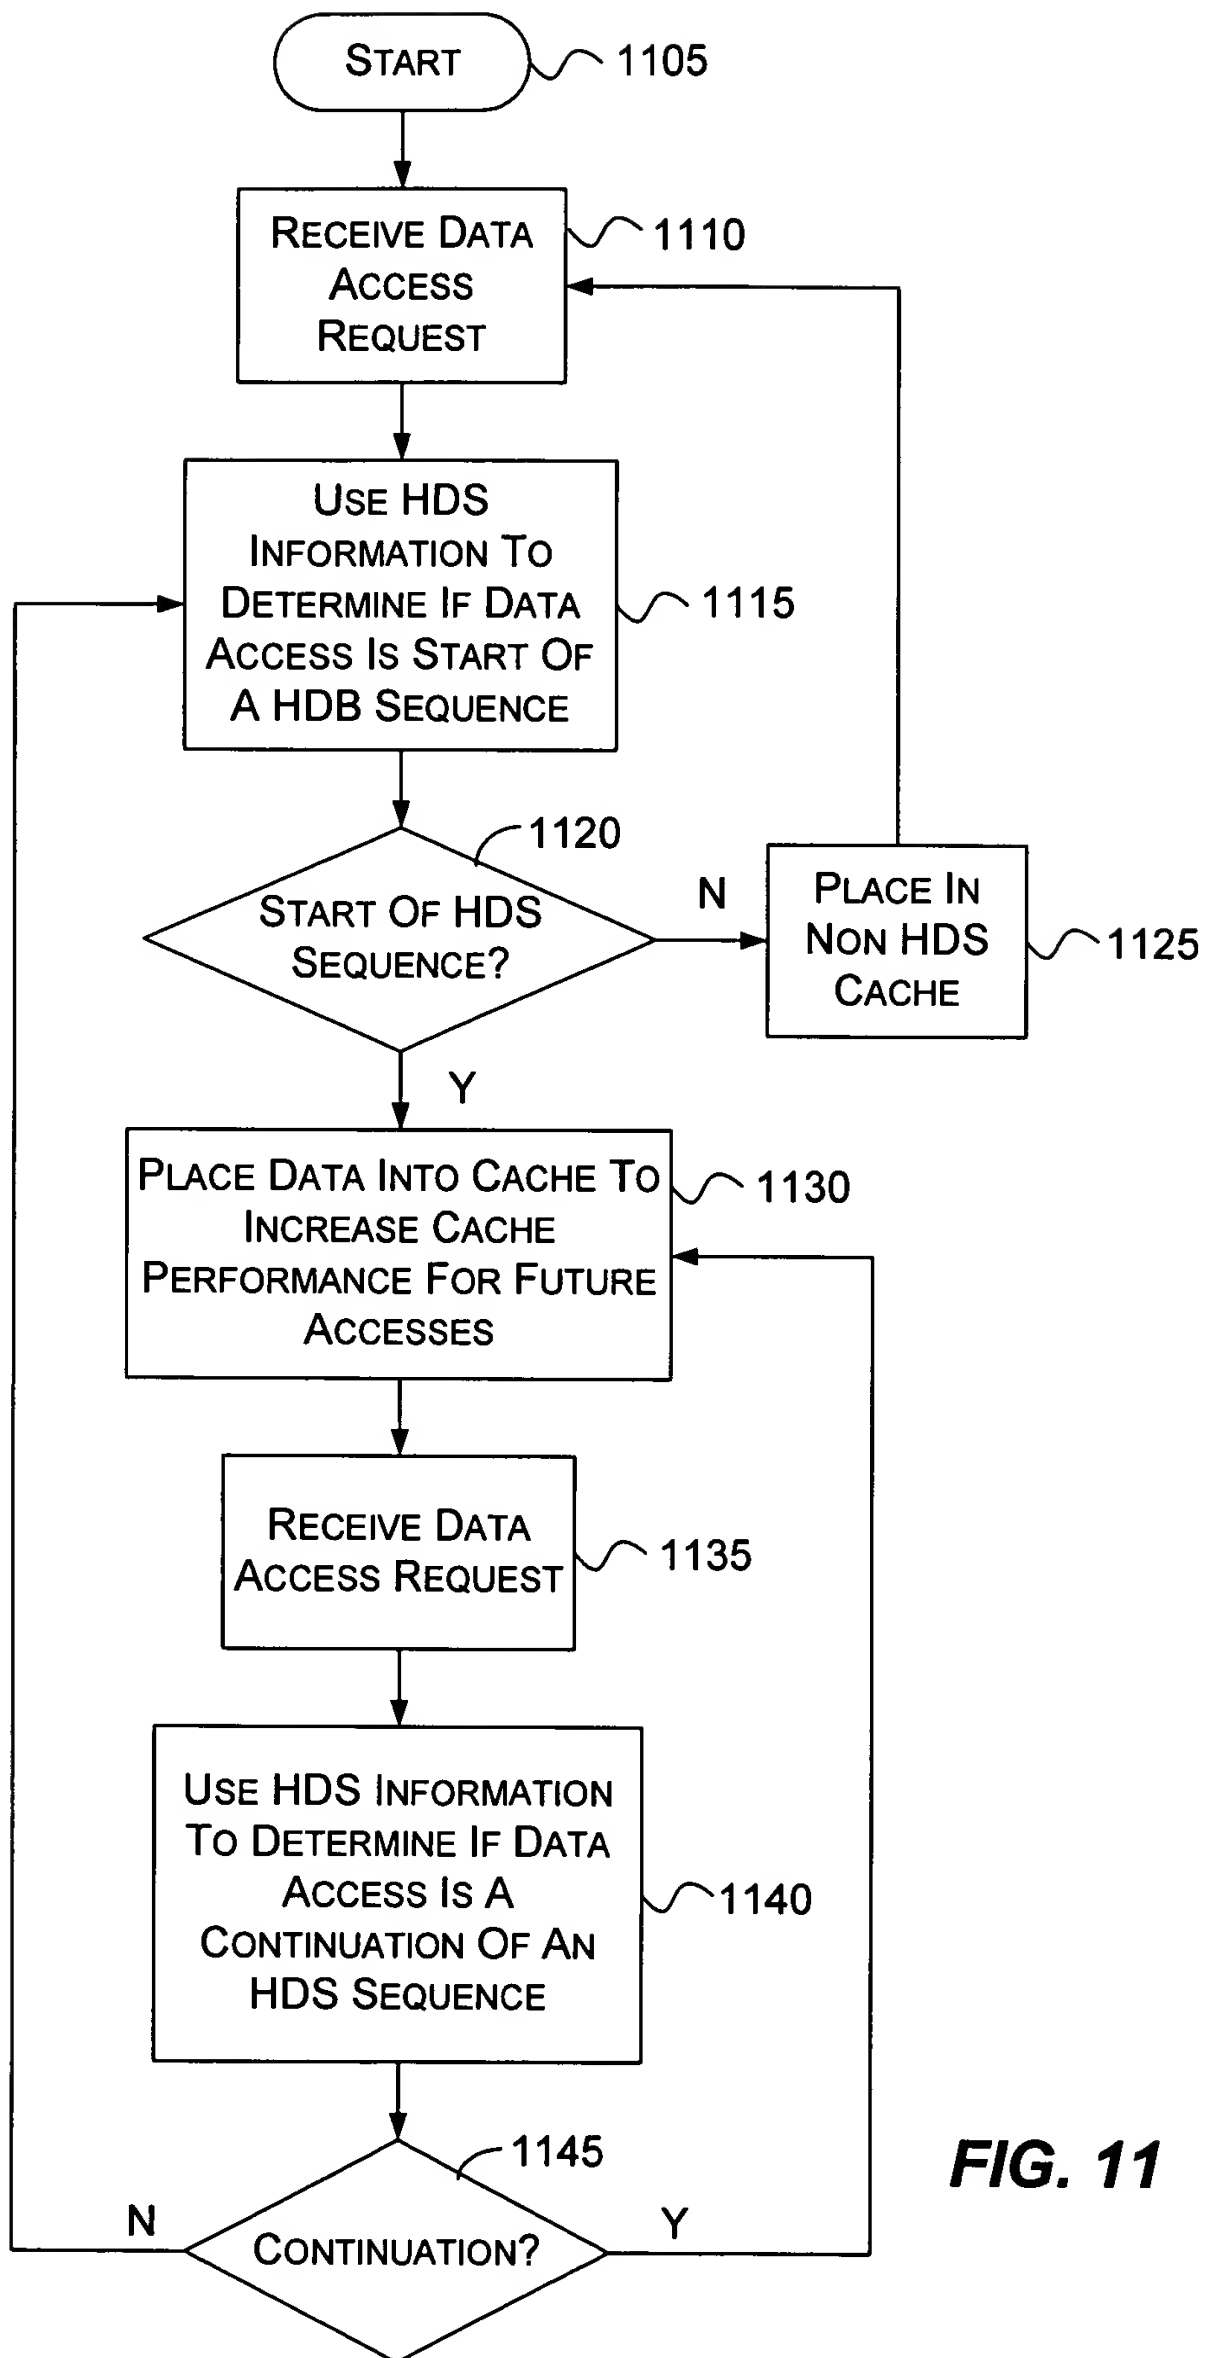 START
1105
RECEIVE DATA
ACCESS
REQUEST
1110
USE HDS
INFORMATION TO
DETERMINE IF DATA
ACCESS IS START OF
A HDB SEQUENCE
1115
1120
START OF HDS
SEQUENCE?
N
PLACE IN
NON HDS
CACHE
1125
Y
PLACE DATA INTO CACHE TO
INCREASE CACHE
PERFORMANCE FOR FUTURE
ACCESSES
1130
RECEIVE DATA
ACCESS REQUEST
1135
USE HDS INFORMATION
TO DETERMINE IF DATA
ACCESS IS A
CONTINUATION OF AN
HDS SEQUENCE
1140
1145
N
CONTINUATION?
Y
FIG. 11